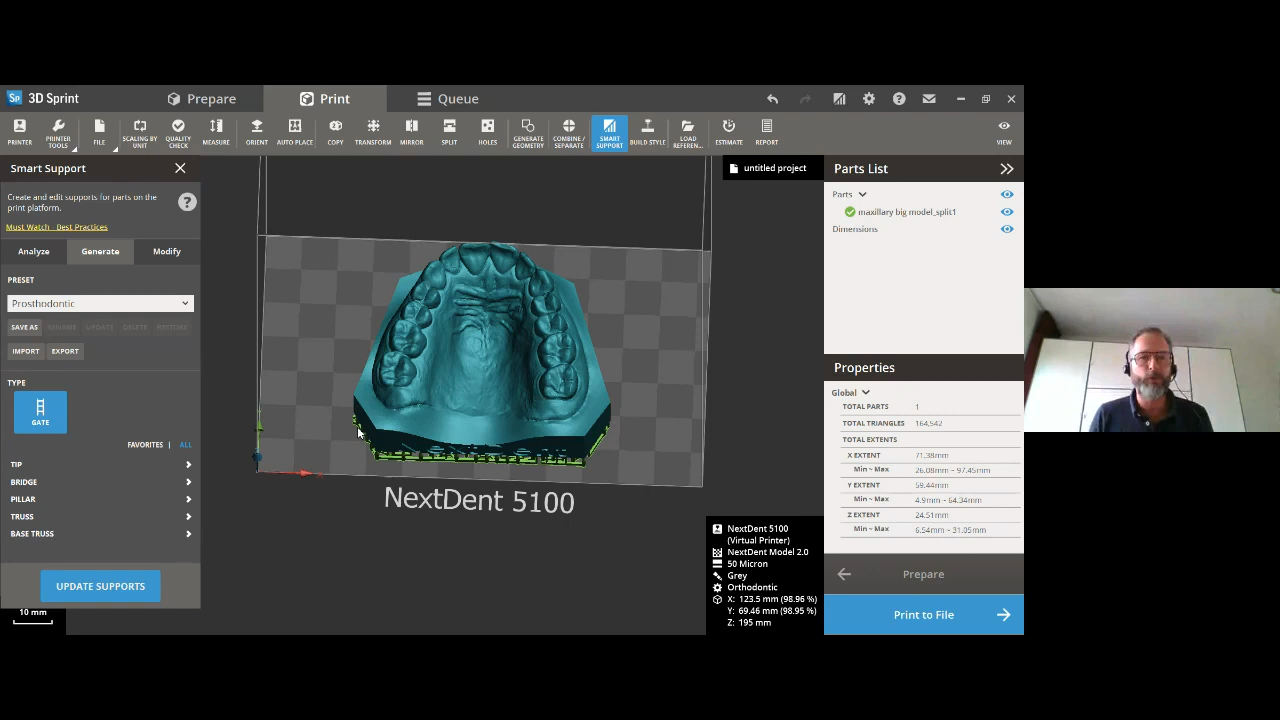 Sp 3D Sprint
Prepare
Print
Queue
PRINTER
PRINTER TOOLS
FILE
SCALING BY UNIT
QUALITY CHECK
MEASURE
ORIENT
AUTO PLACE
COPY
TRANSFORM
MIRROR
SPLIT
HOLES
GENERATE GEOMETRY
COMBINE / SEPARATE
SMART SUPPORT
BUILD STYLE
LOAD REFEREN...
ESTIMATE
REPORT
VIEW
Smart Support
Create and edit supports for parts on the
print platform.
Must Watch - Best Practices
Analyze
Generate
Modify
PRESET
Prosthodontic
SAVE AS RENAME UPDATE DELETE RESTORE
IMPORT EXPORT
TYPE
GATE
FAVORITES | ALL
TIP
BRIDGE
PILLAR
TRUSS
BASE TRUSS
UPDATE SUPPORTS
10 mm
untitled project
NextDent 5100
NextDent 5100
(Virtual Printer)
NextDent Model 2.0
50 Micron
Grey
Orthodontic
X: 123.5 mm (98.96 %)
Y: 69.46 mm (98.95 %)
Z: 195 mm
Parts List
Parts
maxillary big model_split1
Dimensions
Properties
Global
TOTAL PARTS 1
TOTAL TRIANGLES 164,542
TOTAL EXTENTS
X EXTENT 71.38mm
Min ~ Max 26.08mm ~ 97.45mm
Y EXTENT 59.44mm
Min ~ Max 4.9mm ~ 64.34mm
Z EXTENT 24.51mm
Min ~ Max 6.54mm ~ 31.05mm
Prepare
Print to File